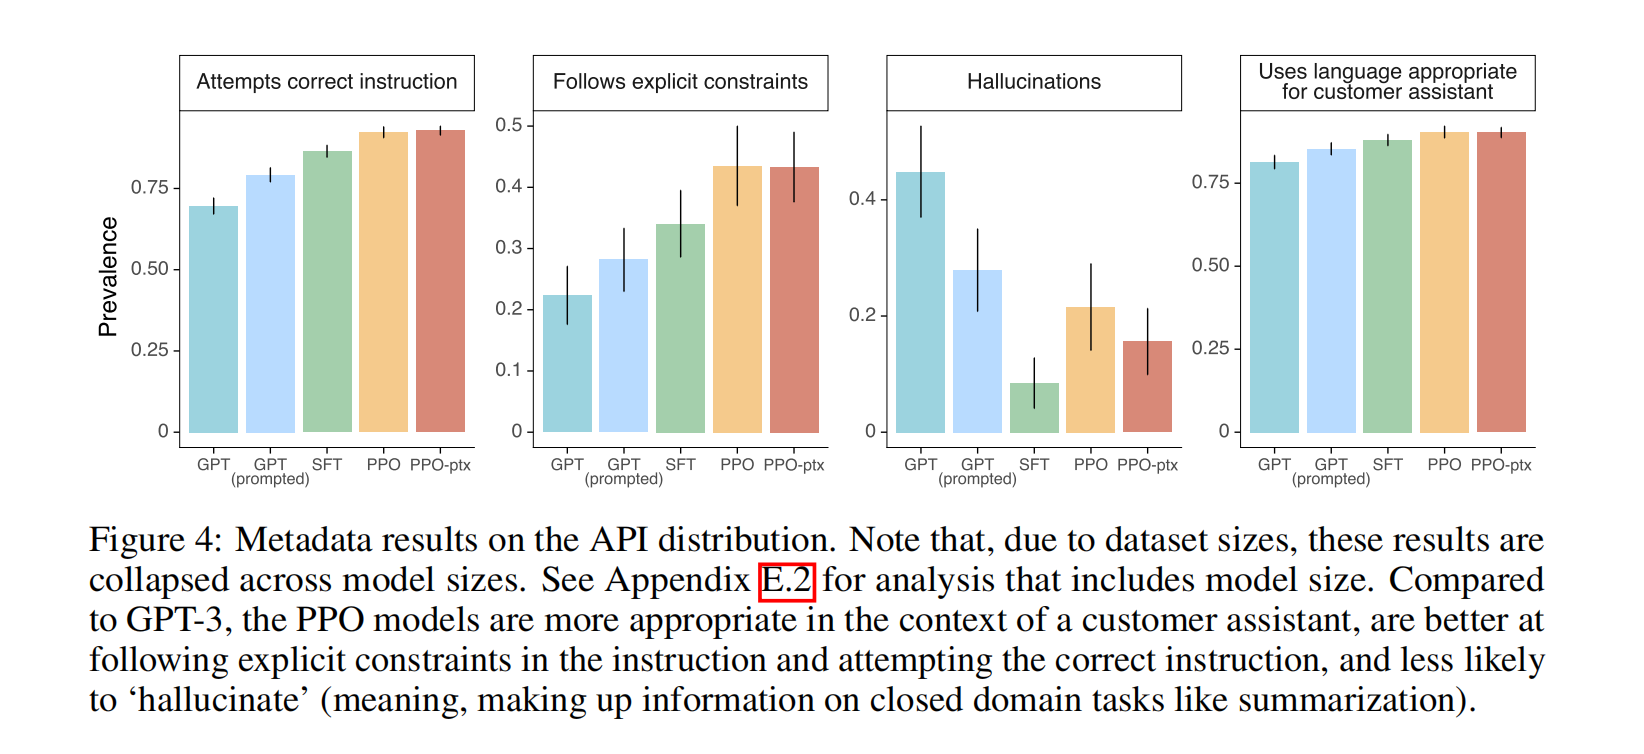 Attempts correct instruction
Follows explicit constraints
Hallucinations
Uses language appropriate
for customer assistant
Prevalence
0.75
0.50
0.25
0
GPT
GPT
(prompted)
SFT
PPO
PPO-ptx
0.5
0.4
0.3
0.2
0.1
0
GPT
GPT
(prompted)
SFT
PPO
PPO-ptx
0.4
0.2
0
GPT
GPT
(prompted)
SFT
PPO
PPO-ptx
0.75
0.50
0.25
0
GPT
GPT
(prompted)
SFT
PPO
PPO-ptx
Figure 4: Metadata results on the API distribution. Note that, due to dataset sizes, these results are
collapsed across model sizes. See Appendix E.2 for analysis that includes model size. Compared
to GPT-3, the PPO models are more appropriate in the context of a customer assistant, are better at
following explicit constraints in the instruction and attempting the correct instruction, and less likely
to ‘hallucinate’ (meaning, making up information on closed domain tasks like summarization).